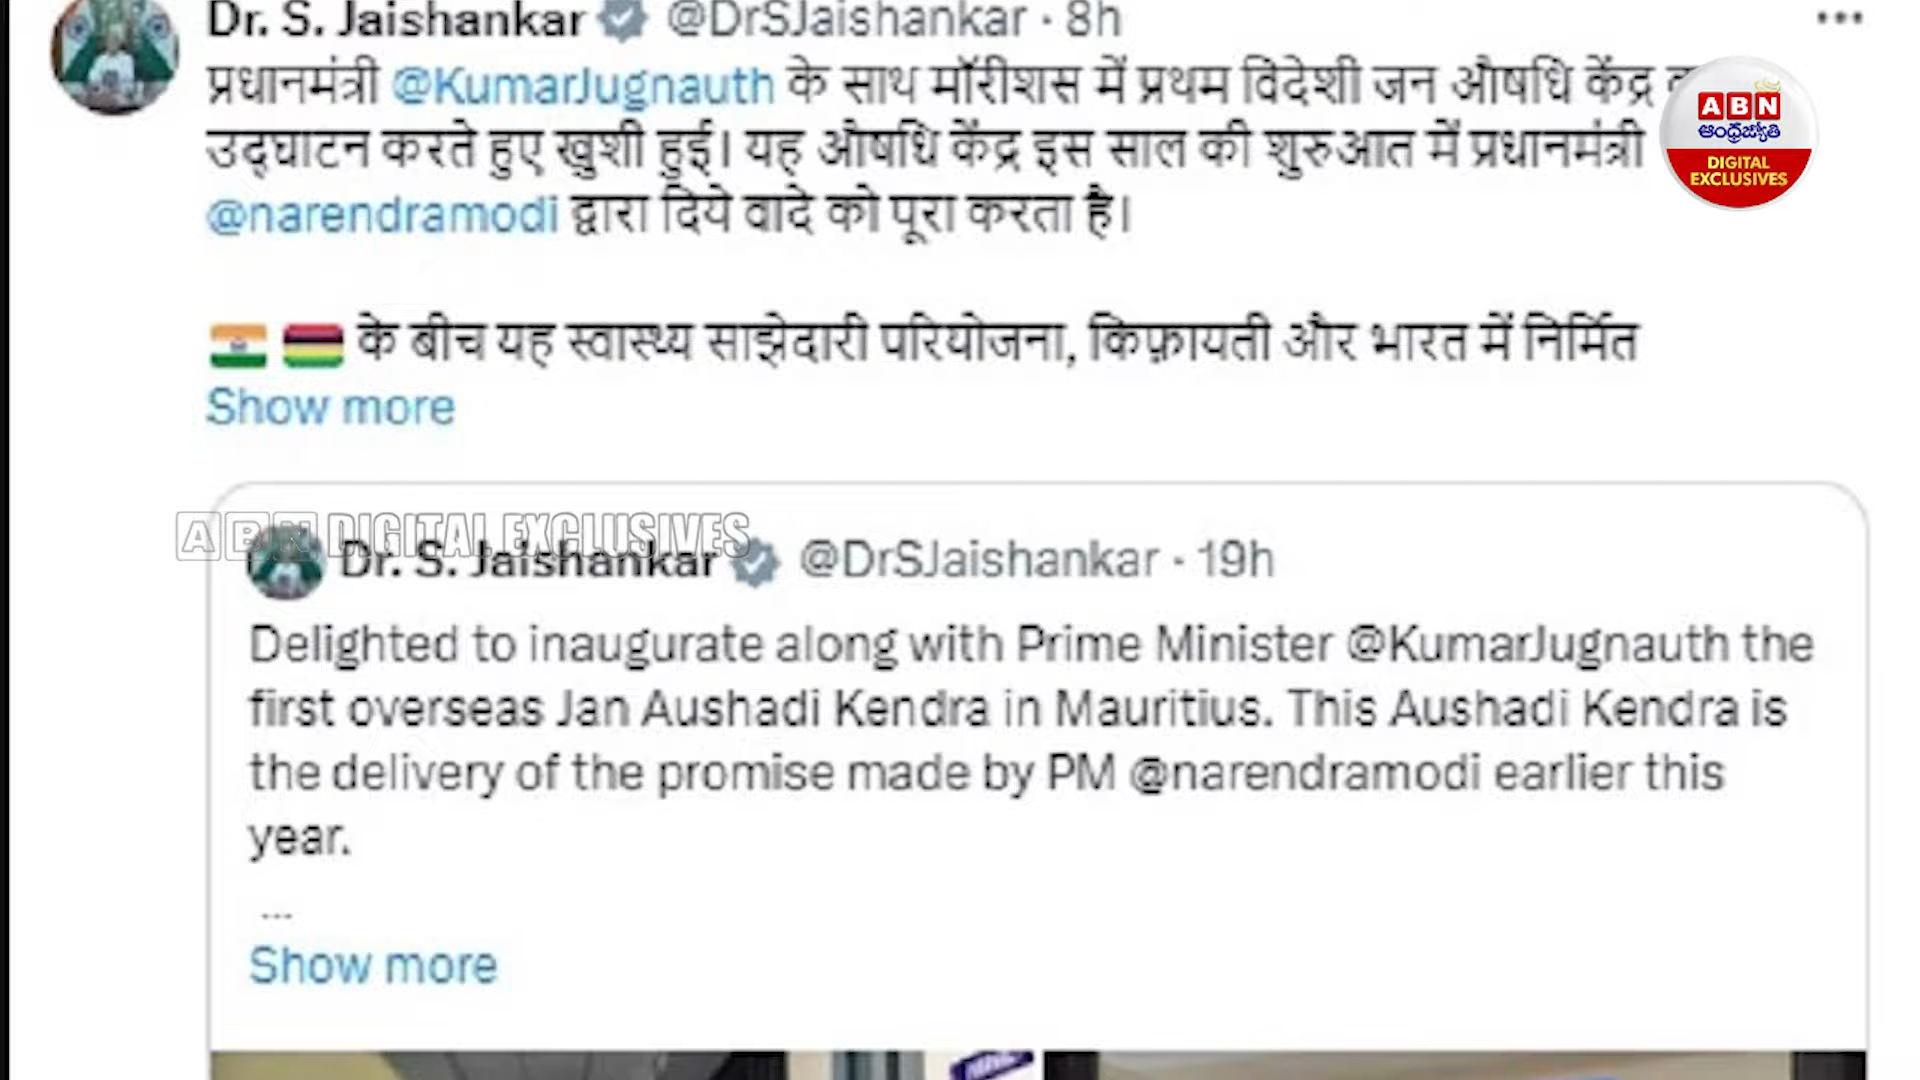 Dr. S. Jaishankar @DrSJaishankar · 8h
प्रधानमंत्री @KumarJugnauth के साथ मॉरीशस में प्रथम विदेशी जन औषधि केंद्र
उद्घाटन करते हुए खुशी हुई। यह औषधि केंद्र इस साल की शुरुआत में प्रधानमंत्री
@narendramodi द्वारा दिये वादे को पूरा करता है।
के बीच यह स्वास्थ्य साझेदारी परियोजना, किफ़ायती और भारत में निर्मित
Show more
ABN
ఆంధ్రజ్యోతి
DIGITAL
EXCLUSIVES
ABN DIGITAL EXCLUSIVES
Dr. S. Jaishankar @DrSJaishankar · 19h
Delighted to inaugurate along with Prime Minister @KumarJugnauth the
first overseas Jan Aushadi Kendra in Mauritius. This Aushadi Kendra is
the delivery of the promise made by PM @narendramodi earlier this
year.
...
Show more